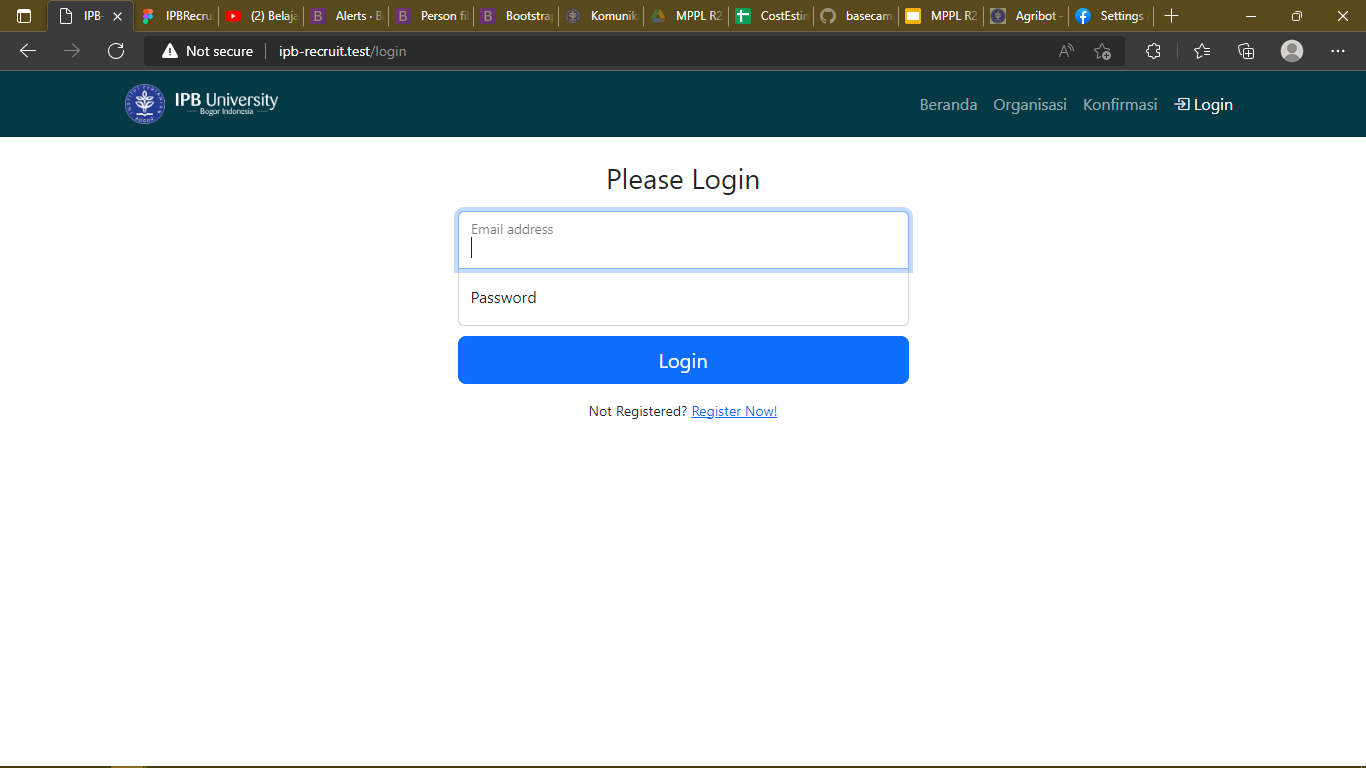 IPB- IPBRecru (2) Belaja Alerts · B Person fi Bootstrap Komunik MPPL R2 CostEstin basecam MPPL R2 Agribot - Settings
Not secure ipb-recruit.test/login
IPB University
Bogor Indonesia
Beranda Organisasi Konfirmasi Login
Please Login
Email address
Password
Login
Not Registered? Register Now!